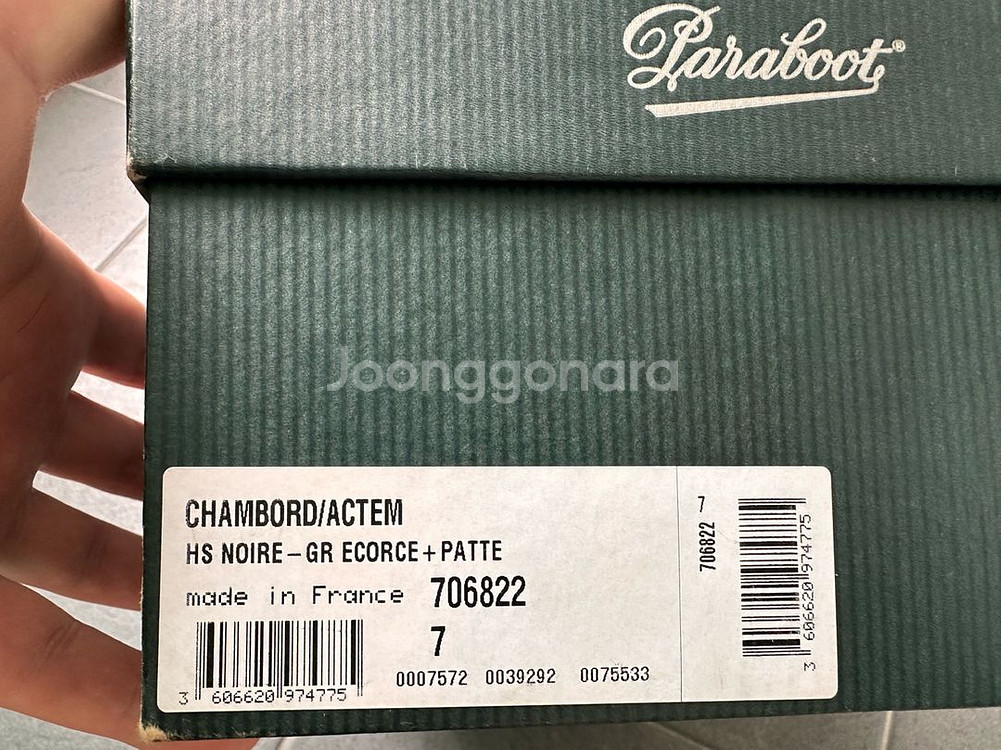 Paraboot®
Joonggonara
CHAMBORD/ACTEM
HS NOIRE-GR ECORCE+PATTE
made in France 706822
7
0007572 0039292 0075533
3 606620 974775
7
706822
3 606620 974775